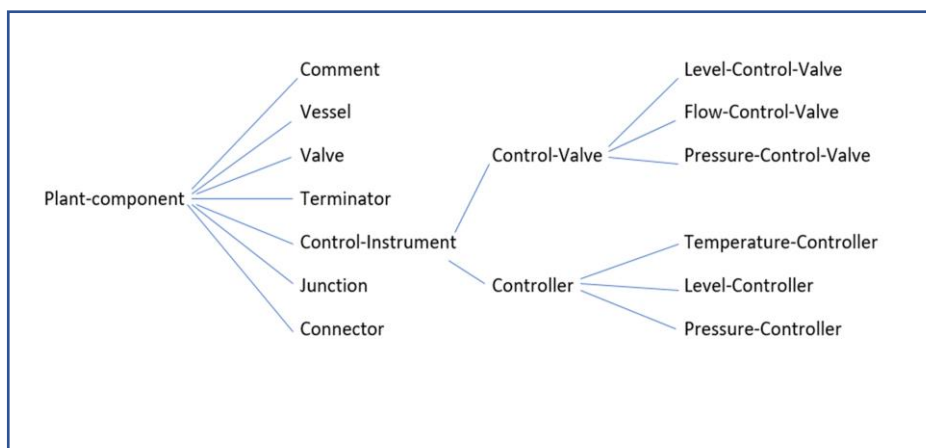 Comment
Level-Control-Valve
Vessel
Flow-Control-Valve
Valve
Control-Valve
Pressure-Control-Valve
Plant-component
Terminator
Control-Instrument
Temperature-Controller
Junction
Controller
Level-Controller
Connector
Pressure-Controller